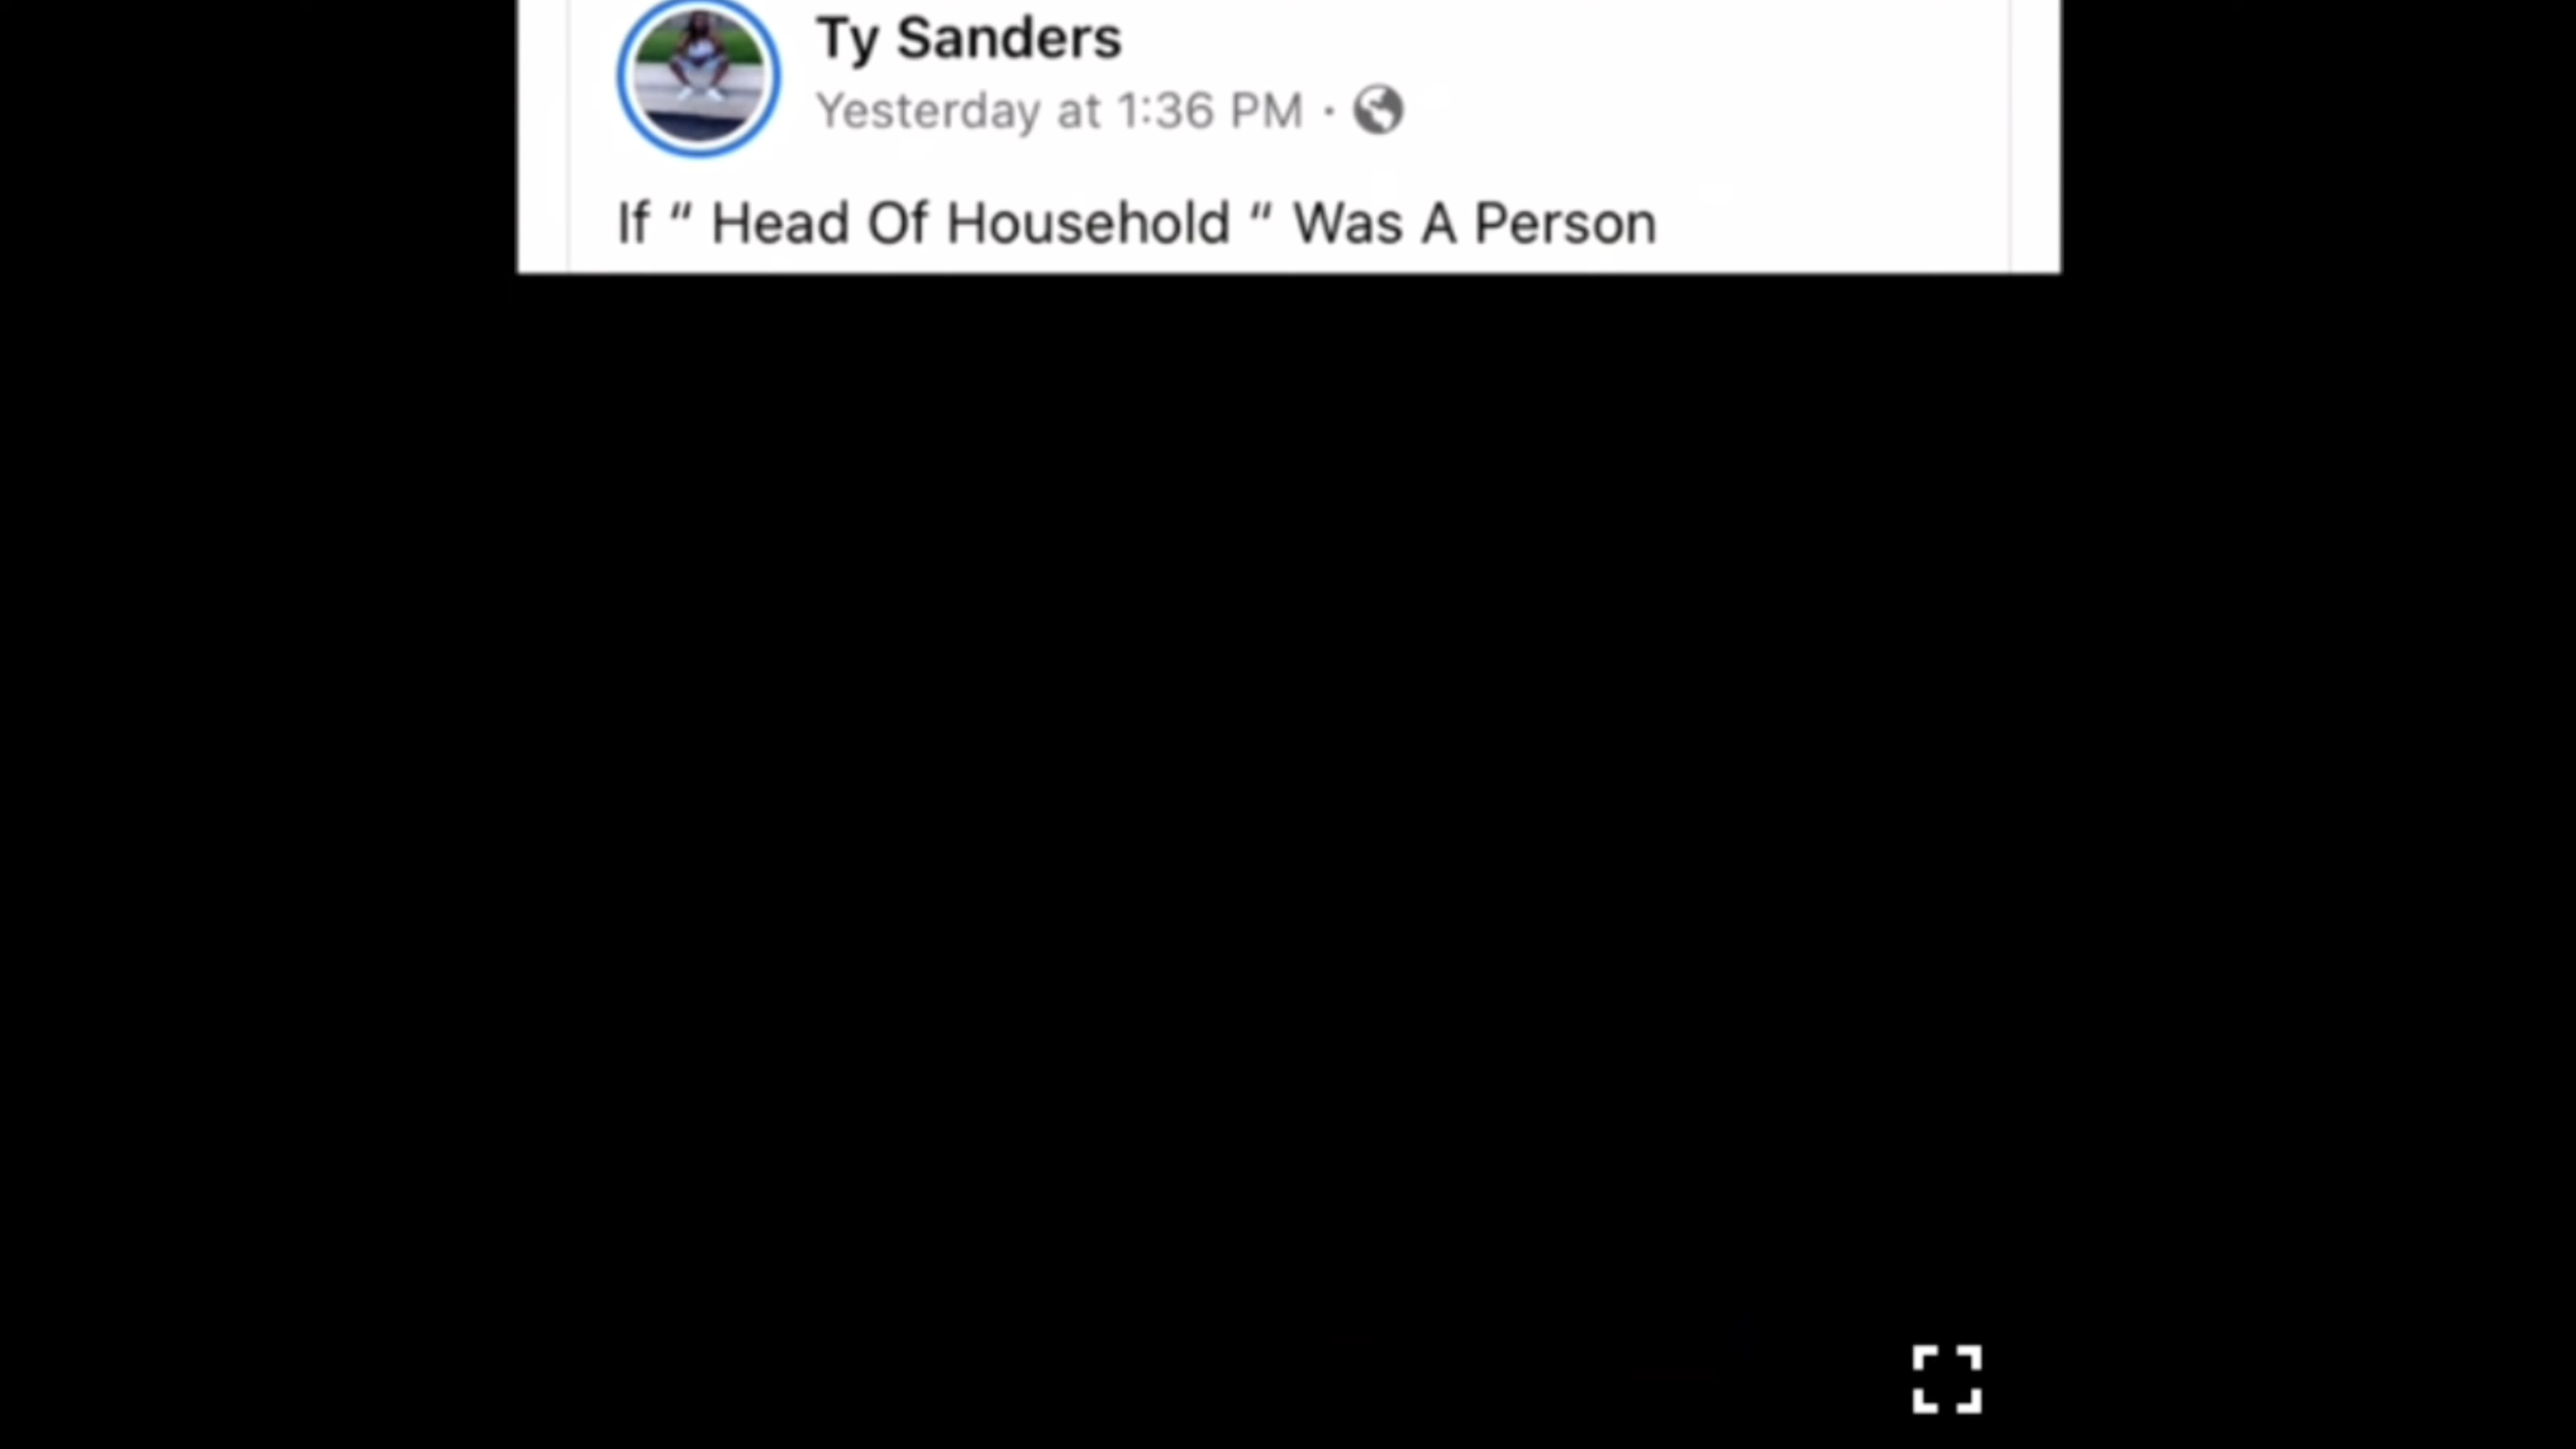 Ty Sanders
Yesterday at 1:36 PM ·
If “ Head Of Household “ Was A Person